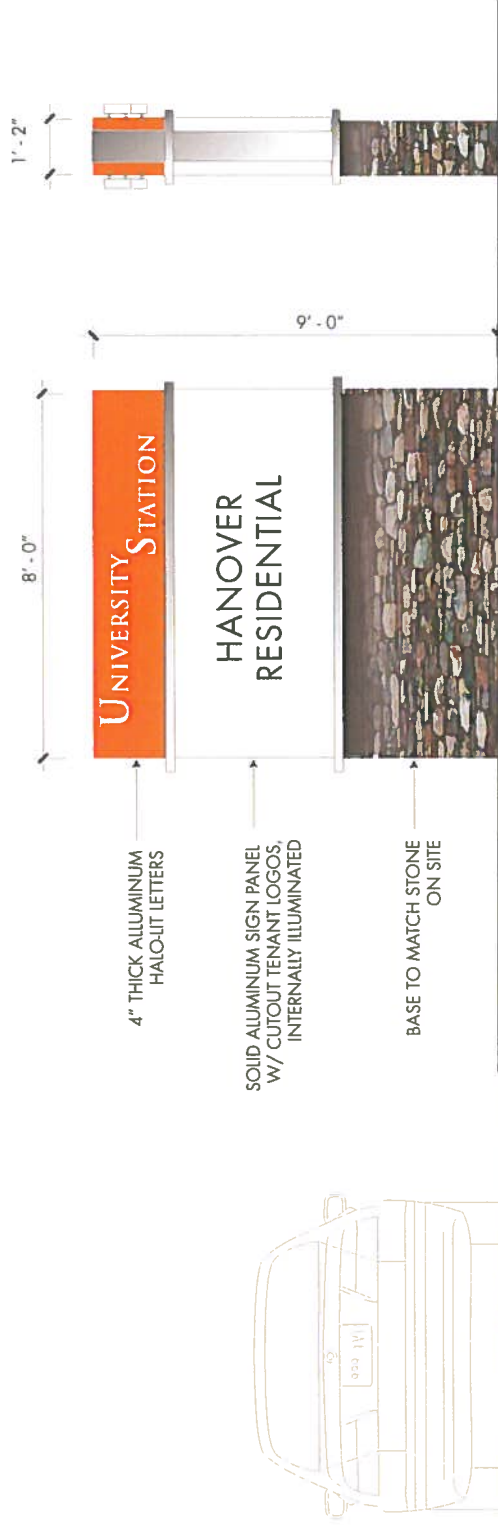 8' - 0"
1' - 2"
UNIVERSITY
STATION
4" THICK ALLUMINUM
HALO-LIT LETTERS
9' - 0"
HANOVER
RESIDENTIAL
SOLID ALUMINUM SIGN PANEL
W/ CUTOUT TENANT LOGOS,
INTERNALLY ILLUMINATED
BASE TO MATCH STONE
ON SITE